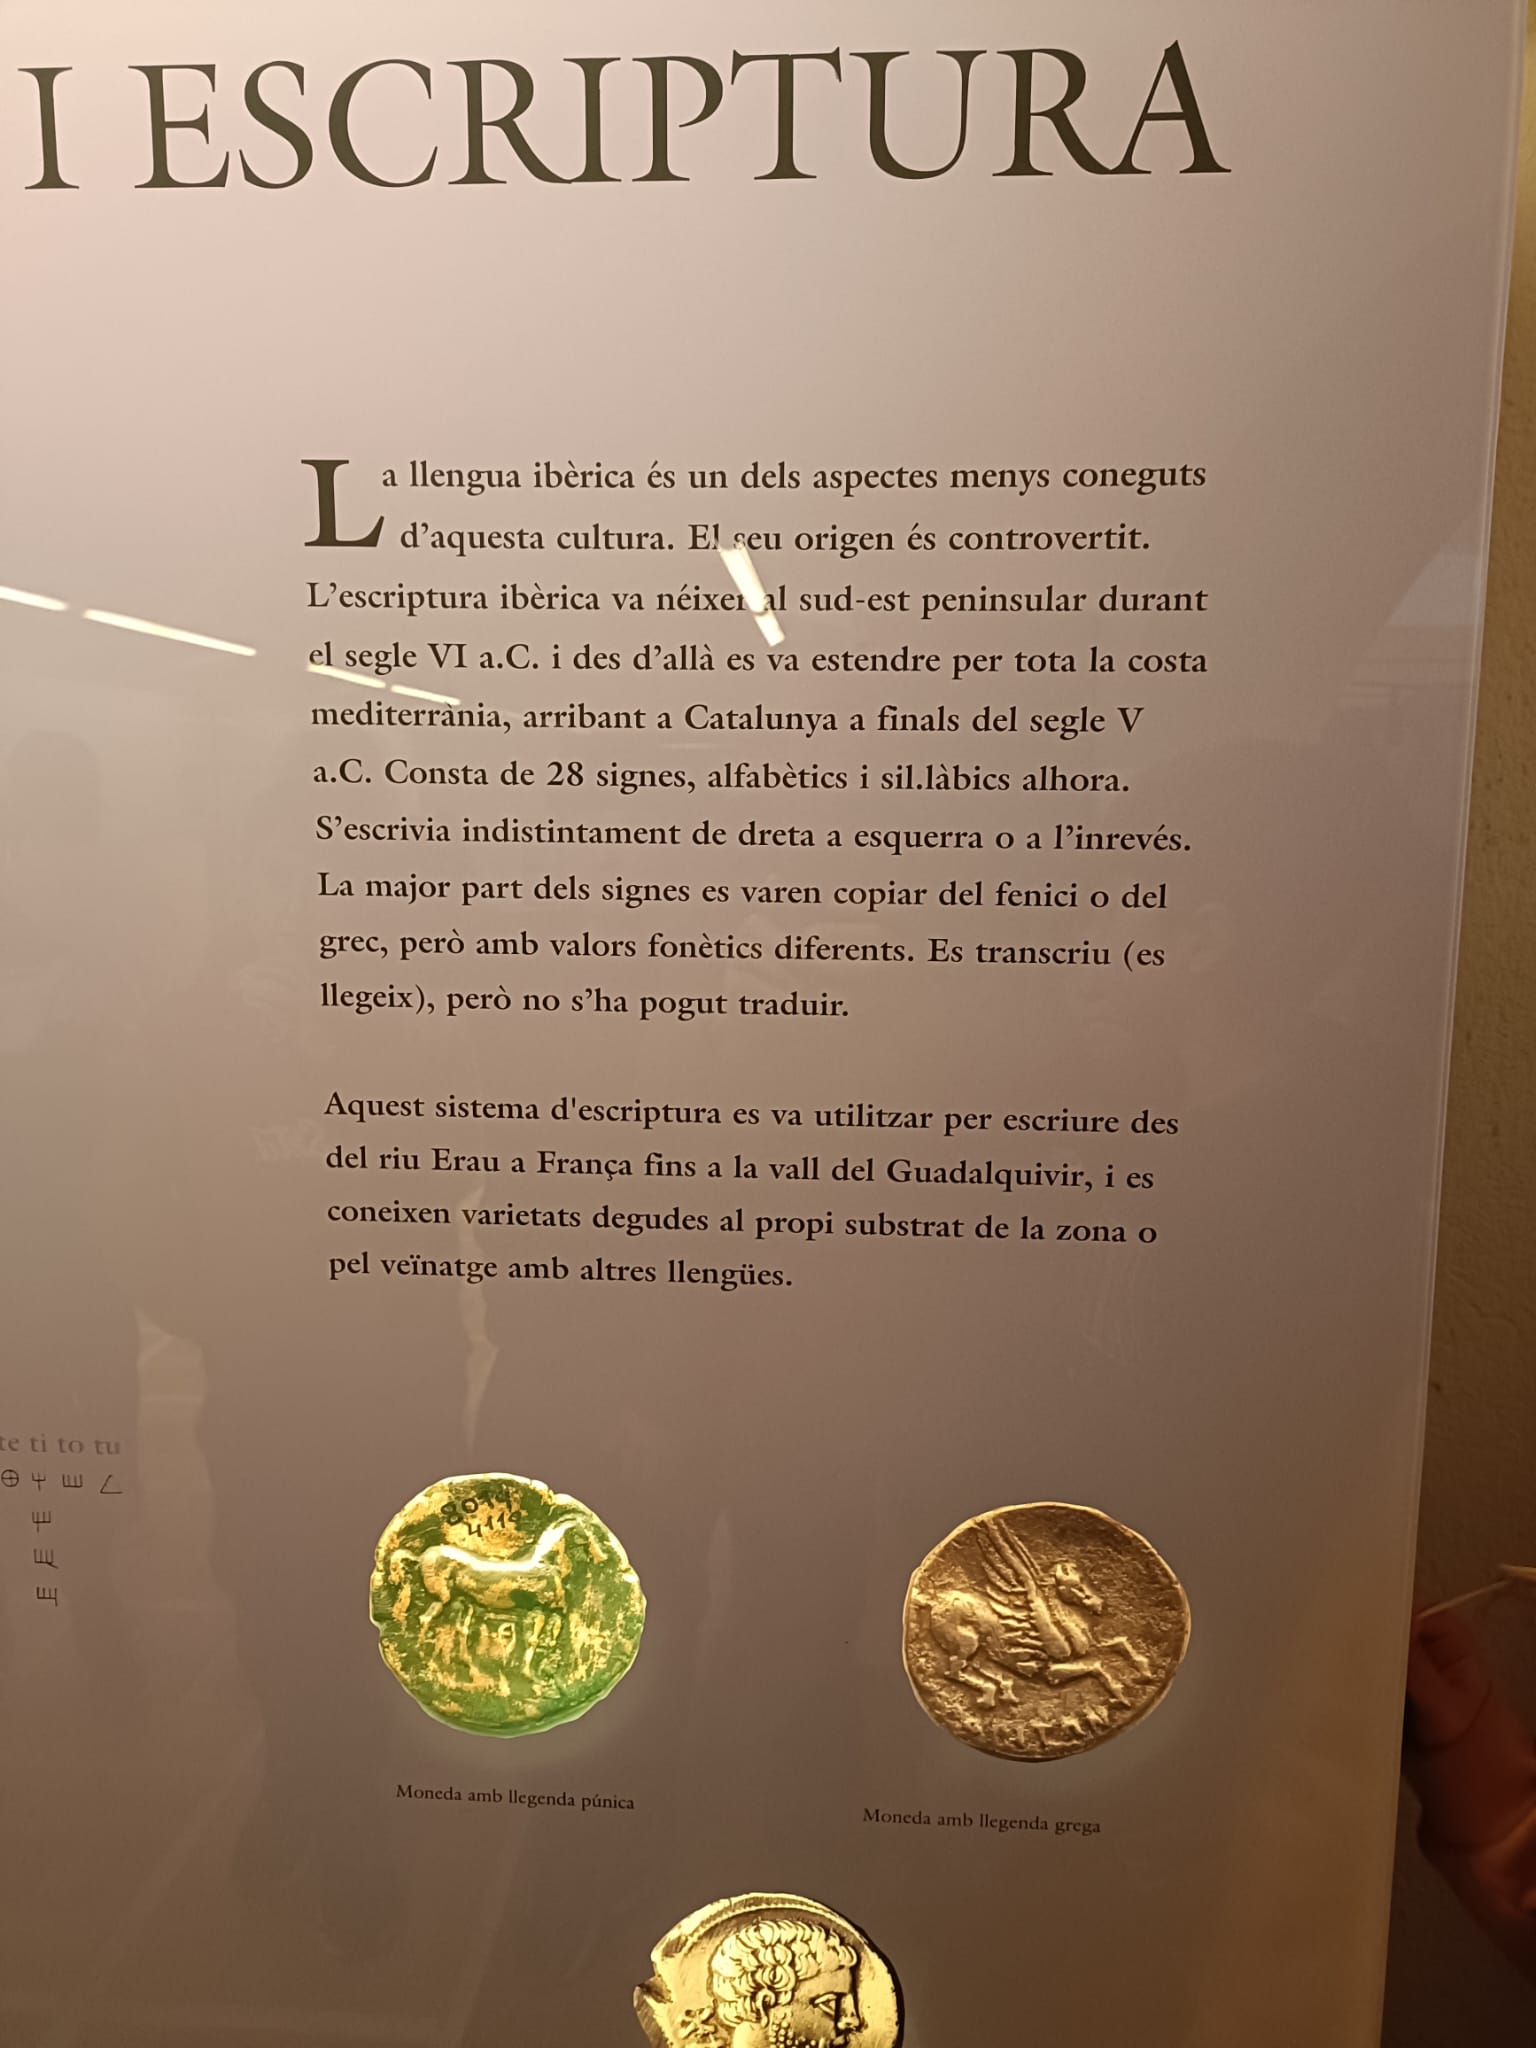 I ESCRIPTURA
La llengua ibèrica és un dels aspectes menys coneguts
d’aquesta cultura. El seu origen és controvertit.
L’escriptura ibèrica va néixer al sud-est peninsular durant
el segle VI a.C. i des d’allà es va estendre per tota la costa
mediterrània, arribant a Catalunya a finals del segle V
a.C. Consta de 28 signes, alfabètics i sil.làbics alhora.
S’escrivia indistintament de dreta a esquerra o a l’inrevés.
La major part dels signes es varen copiar del fenici o del
grec, però amb valors fonètics diferents. Es transcriu (es
llegeix), però no s’ha pogut traduir.
Aquest sistema d'escriptura es va utilitzar per escriure des
del riu Erau a França fins a la vall del Guadalquivir, i es
coneixen varietats degudes al propi substrat de la zona o
pel veïnatge amb altres llengües.
te ti to tu
Moneda amb llegenda púnica
Moneda amb llegenda grega